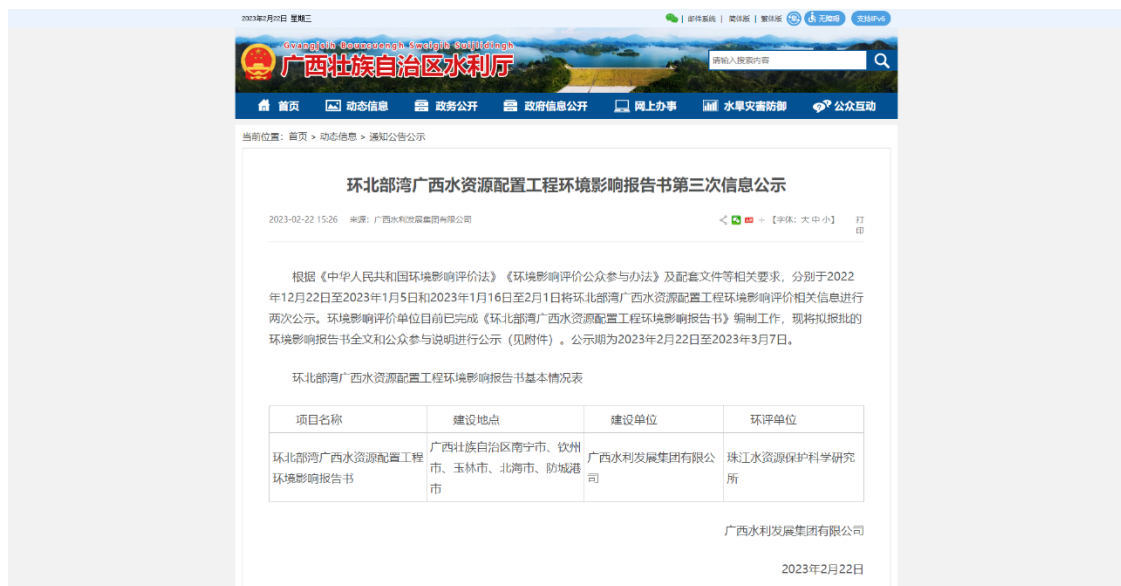 2023年2月22日 星期三
邮件系统 | 简体版 | 繁体版 无障碍 支持IPv6
广西壮族自治区水利厅
请输入搜索内容
首页 动态信息 政务公开 政府信息公开 网上办事 水旱灾害防御 公众互动
当前位置：首页 > 动态信息 > 通知公告公示
环北部湾广西水资源配置工程环境影响报告书第三次信息公示
2023-02-22 15:26 来源：广西水利发展集团有限公司 【字体：大 中 小】 打
印
根据《中华人民共和国环境影响评价法》《环境影响评价公众参与办法》及配套文件等相关要求，分别于2022
年12月22日至2023年1月5日和2023年1月16日至2月1日将环北部湾广西水资源配置工程环境影响评价相关信息进行
两次公示。环境影响评价单位目前已完成《环北部湾广西水资源配置工程环境影响报告书》编制工作，现将拟报批的
环境影响报告书全文和公众参与说明进行公示（见附件）。公示期为2023年2月22日至2023年3月7日。
环北部湾广西水资源配置工程环境影响报告书基本情况表
项目名称 建设地点 建设单位 环评单位
环北部湾广西水资源配置工程
环境影响报告书
广西壮族自治区南宁市、钦州
市、玉林市、北海市、防城港
市
广西水利发展集团有限公
司
珠江水资源保护科学研究
所
广西水利发展集团有限公司
2023年2月22日